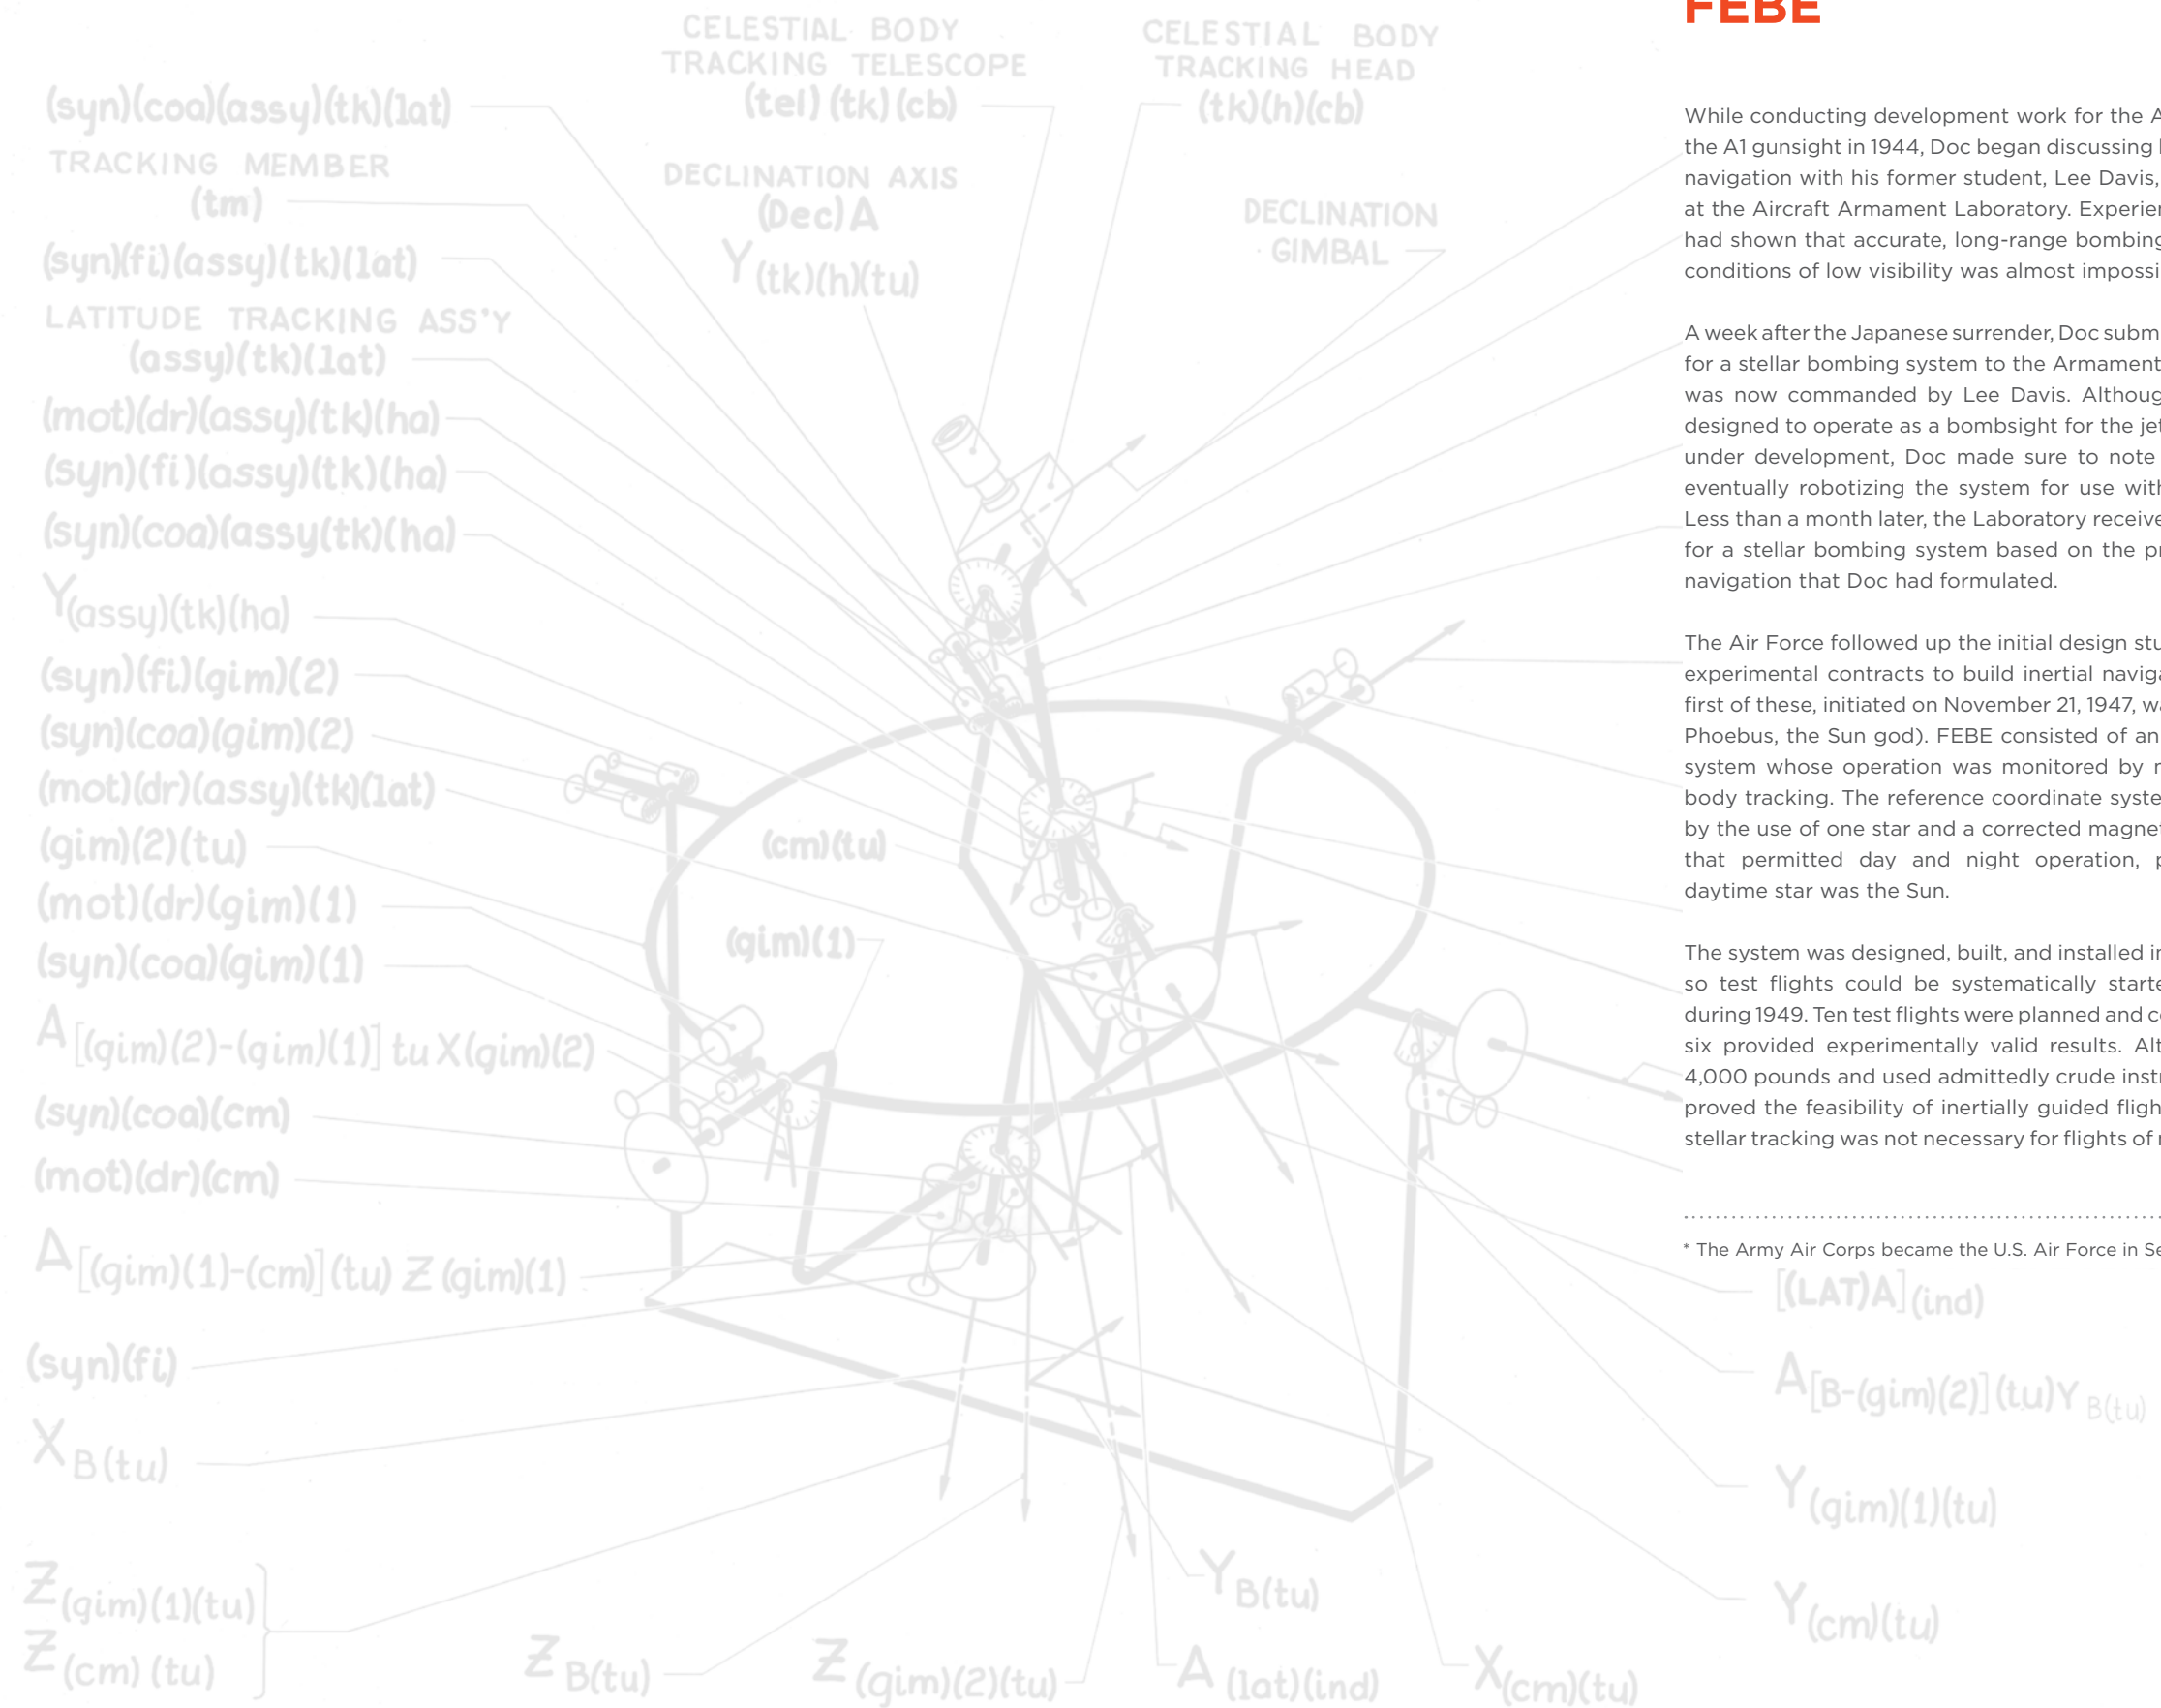 CELESTIAL BODY
TRACKING TELESCOPE
(tel)(tk)(cb)
CELESTIAL BODY
TRACKING HEAD
(tk)(h)(cb)
(syn)(coa)(assy)(tk)(lat)
TRACKING MEMBER
(tm)
DECLINATION AXIS
(Dec)A
Y(tk)(h)(tu)
DECLINATION
GIMBAL
(syn)(fi)(assy)(tk)(lat)
LATITUDE TRACKING ASS'Y
(assy)(tk)(lat)
(mot)(dr)(assy)(tk)(ha)
(syn)(fi)(assy)(tk)(ha)
(syn)(coa)(assy(tk)(ha)
Y(assy)(tk)(ha)
(syn)(fi)(gim)(2)
(syn)(coa)(gim)(2)
(mot)(dr)(assy)(tk)(lat)
(gim)(2)(tu)
(mot)(dr)(gim)(1)
(syn)(coa)(gim)(1)
A[(gim)(2)-(gim)(1)] tu X(gim)(2)
(syn)(coa)(cm)
(mot)(dr)(cm)
A[(gim)(1)-(cm)](tu) Z (gim)(1)
(syn)(fi)
X B(tu)
Z(gim)(1)(tu)
Z(cm)(tu)
(cm)(tu)
(gim)(1)
Z B(tu)
Z(gim)(2)(tu)
Y B(tu)
A (lat)(ind)
X(cm)(tu)
FEBE
While conducting development work for the A
the A1 gunsight in 1944, Doc began discussing
navigation with his former student, Lee Davis,
at the Aircraft Armament Laboratory. Experien
had shown that accurate, long-range bombing
conditions of low visibility was almost impossi
A week after the Japanese surrender, Doc subm
for a stellar bombing system to the Armament
was now commanded by Lee Davis. Althoug
designed to operate as a bombsight for the jet
under development, Doc made sure to note
eventually robotizing the system for use with
Less than a month later, the Laboratory receive
for a stellar bombing system based on the pr
navigation that Doc had formulated.
The Air Force followed up the initial design stu
experimental contracts to build inertial naviga
first of these, initiated on November 21, 1947, wa
Phoebus, the Sun god). FEBE consisted of an
system whose operation was monitored by
body tracking. The reference coordinate syste
by the use of one star and a corrected magnet
that permitted day and night operation, p
daytime star was the Sun.
The system was designed, built, and installed in
so test flights could be systematically starte
during 1949. Ten test flights were planned and c
six provided experimentally valid results. Alt
4,000 pounds and used admittedly crude instr
proved the feasibility of inertially guided fligh
stellar tracking was not necessary for flights of
* The Army Air Corps became the U.S. Air Force in Se
[(LAT)A](ind)
A[B-(gim)(2)](tu)Y B(tu)
Y(gim)(1)(tu)
Y(cm)(tu)